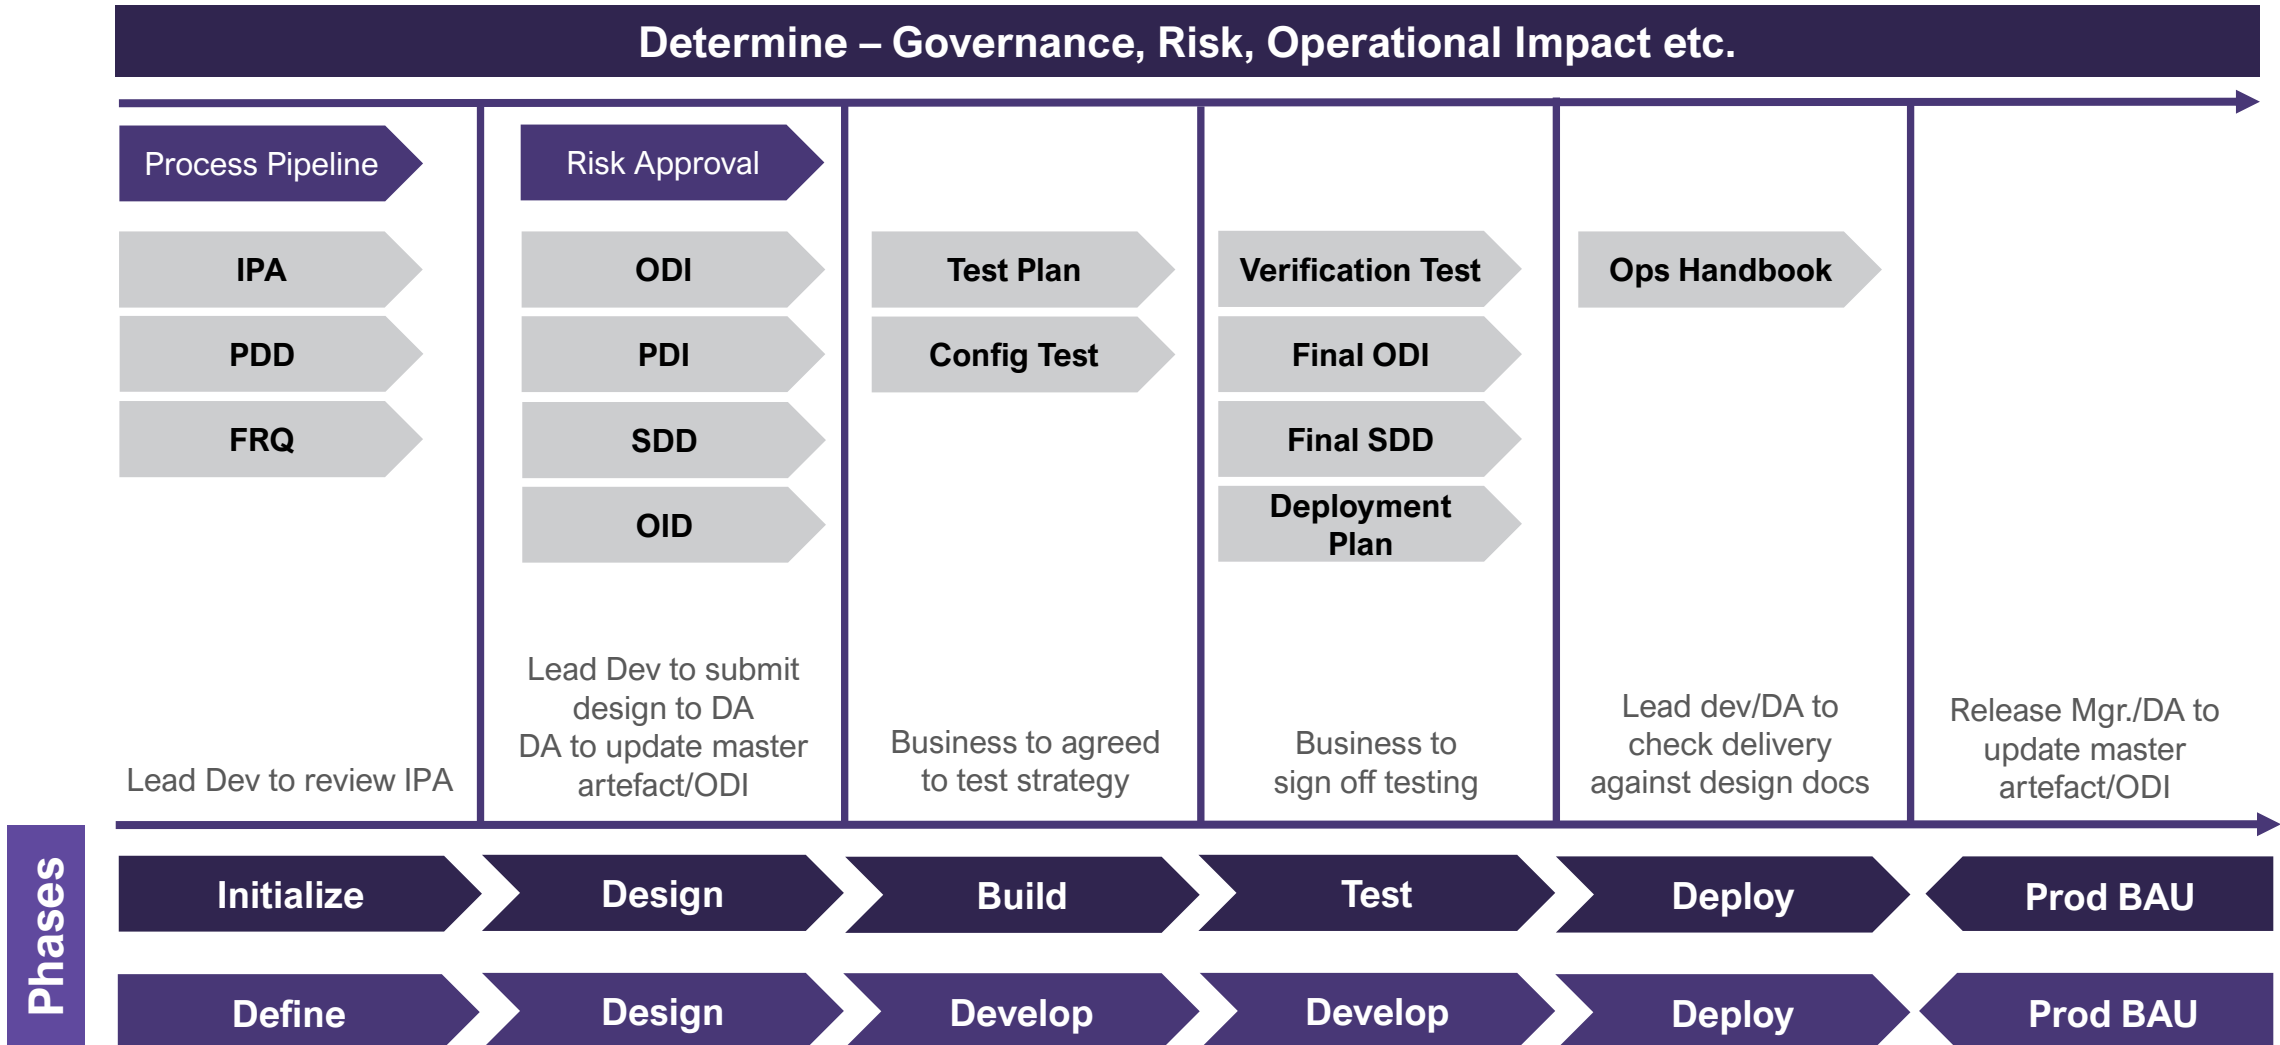 Determine – Governance, Risk, Operational Impact etc.
Process Pipeline
IPA
PDD
FRQ
Lead Dev to review IPA
Risk Approval
ODI
PDI
SDD
OID
Lead Dev to submit
design to DA
DA to update master
artefact/ODI
Test Plan
Config Test
Business to agreed
to test strategy
Verification Test
Final ODI
Final SDD
Deployment
Plan
Business to
sign off testing
Ops Handbook
Lead dev/DA to
check delivery
against design docs
Release Mgr./DA to
update master
artefact/ODI
Phases
Initialize
Design
Build
Test
Deploy
Prod BAU
Define
Design
Develop
Develop
Deploy
Prod BAU